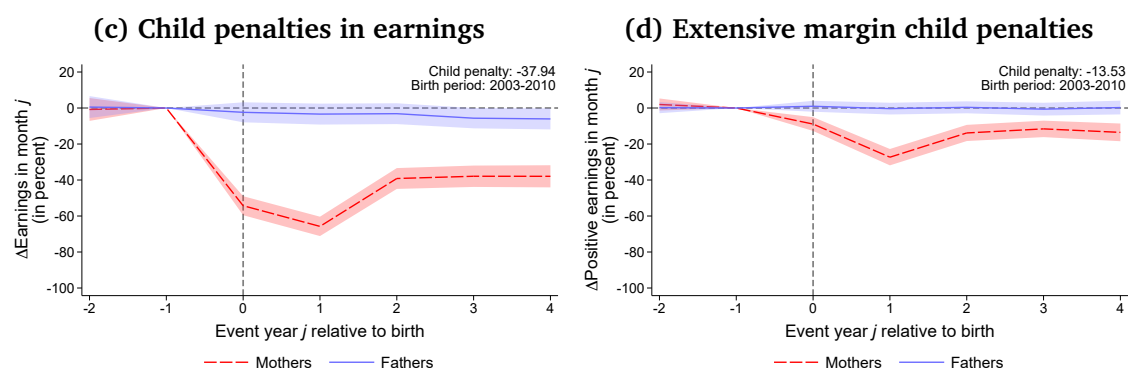 (c) Child penalties in earnings
Child penalty: -37.94
Birth period: 2003-2010
ΔEarnings in month j
(in percent)
20
0
-20
-40
-60
-80
-100
-2
-1
0
1
2
3
4
Event year j relative to birth
Mothers
Fathers
(d) Extensive margin child penalties
Child penalty: -13.53
Birth period: 2003-2010
ΔPositive earnings in month j
(in percent)
20
0
-20
-40
-60
-80
-100
-2
-1
0
1
2
3
4
Event year j relative to birth
Mothers
Fathers